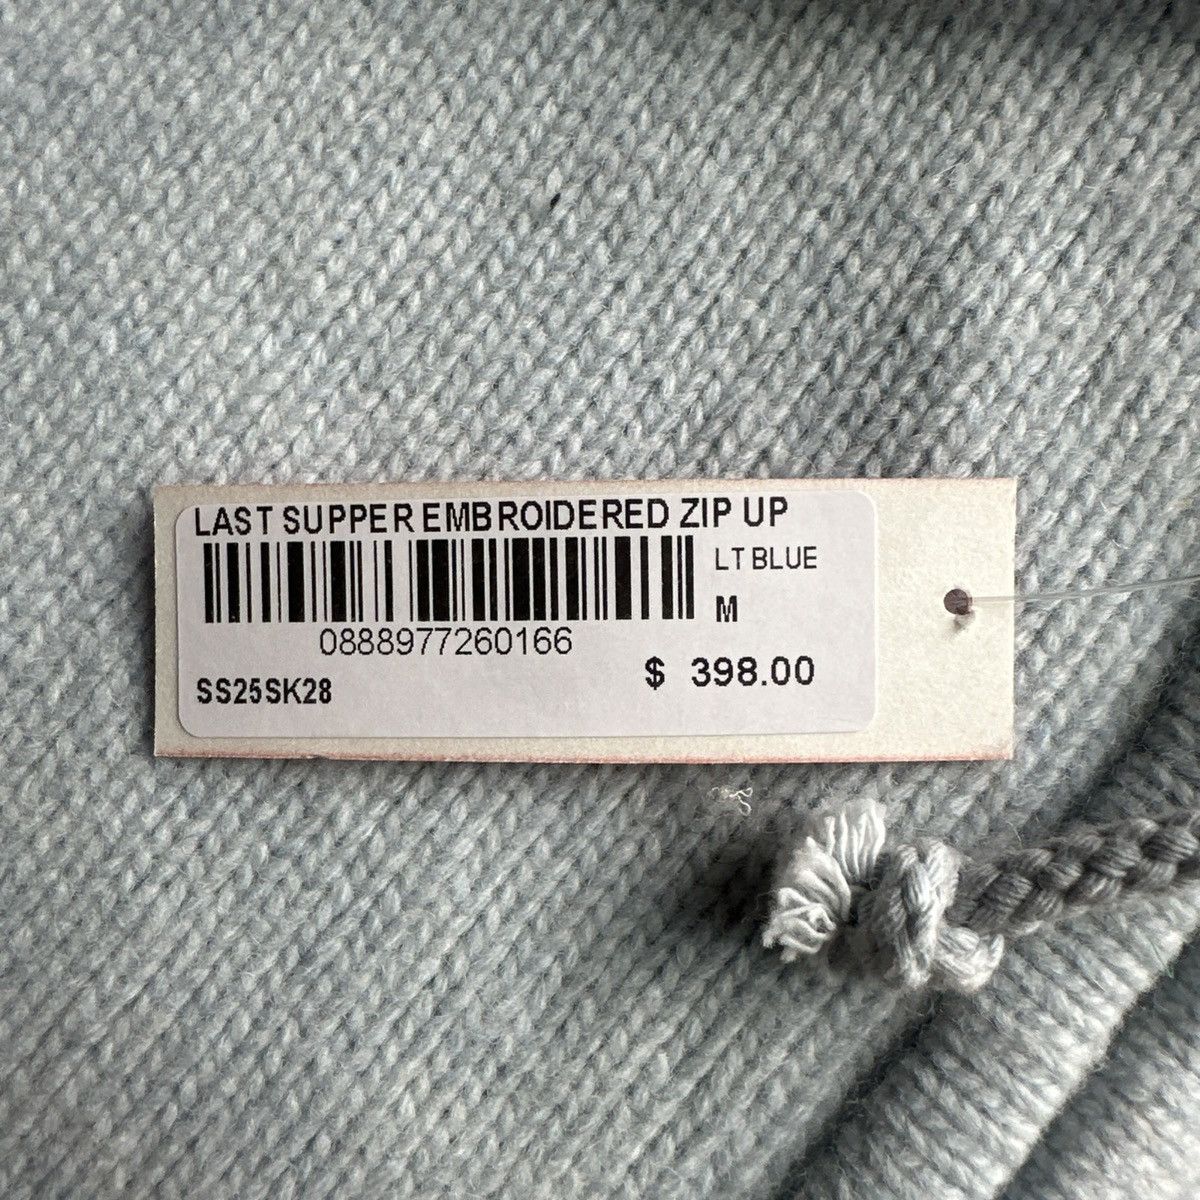 LAST SUPPER EMBROIDERED ZIP UP
LT BLUE
M
0888977260166
$ 398.00
SS25SK28